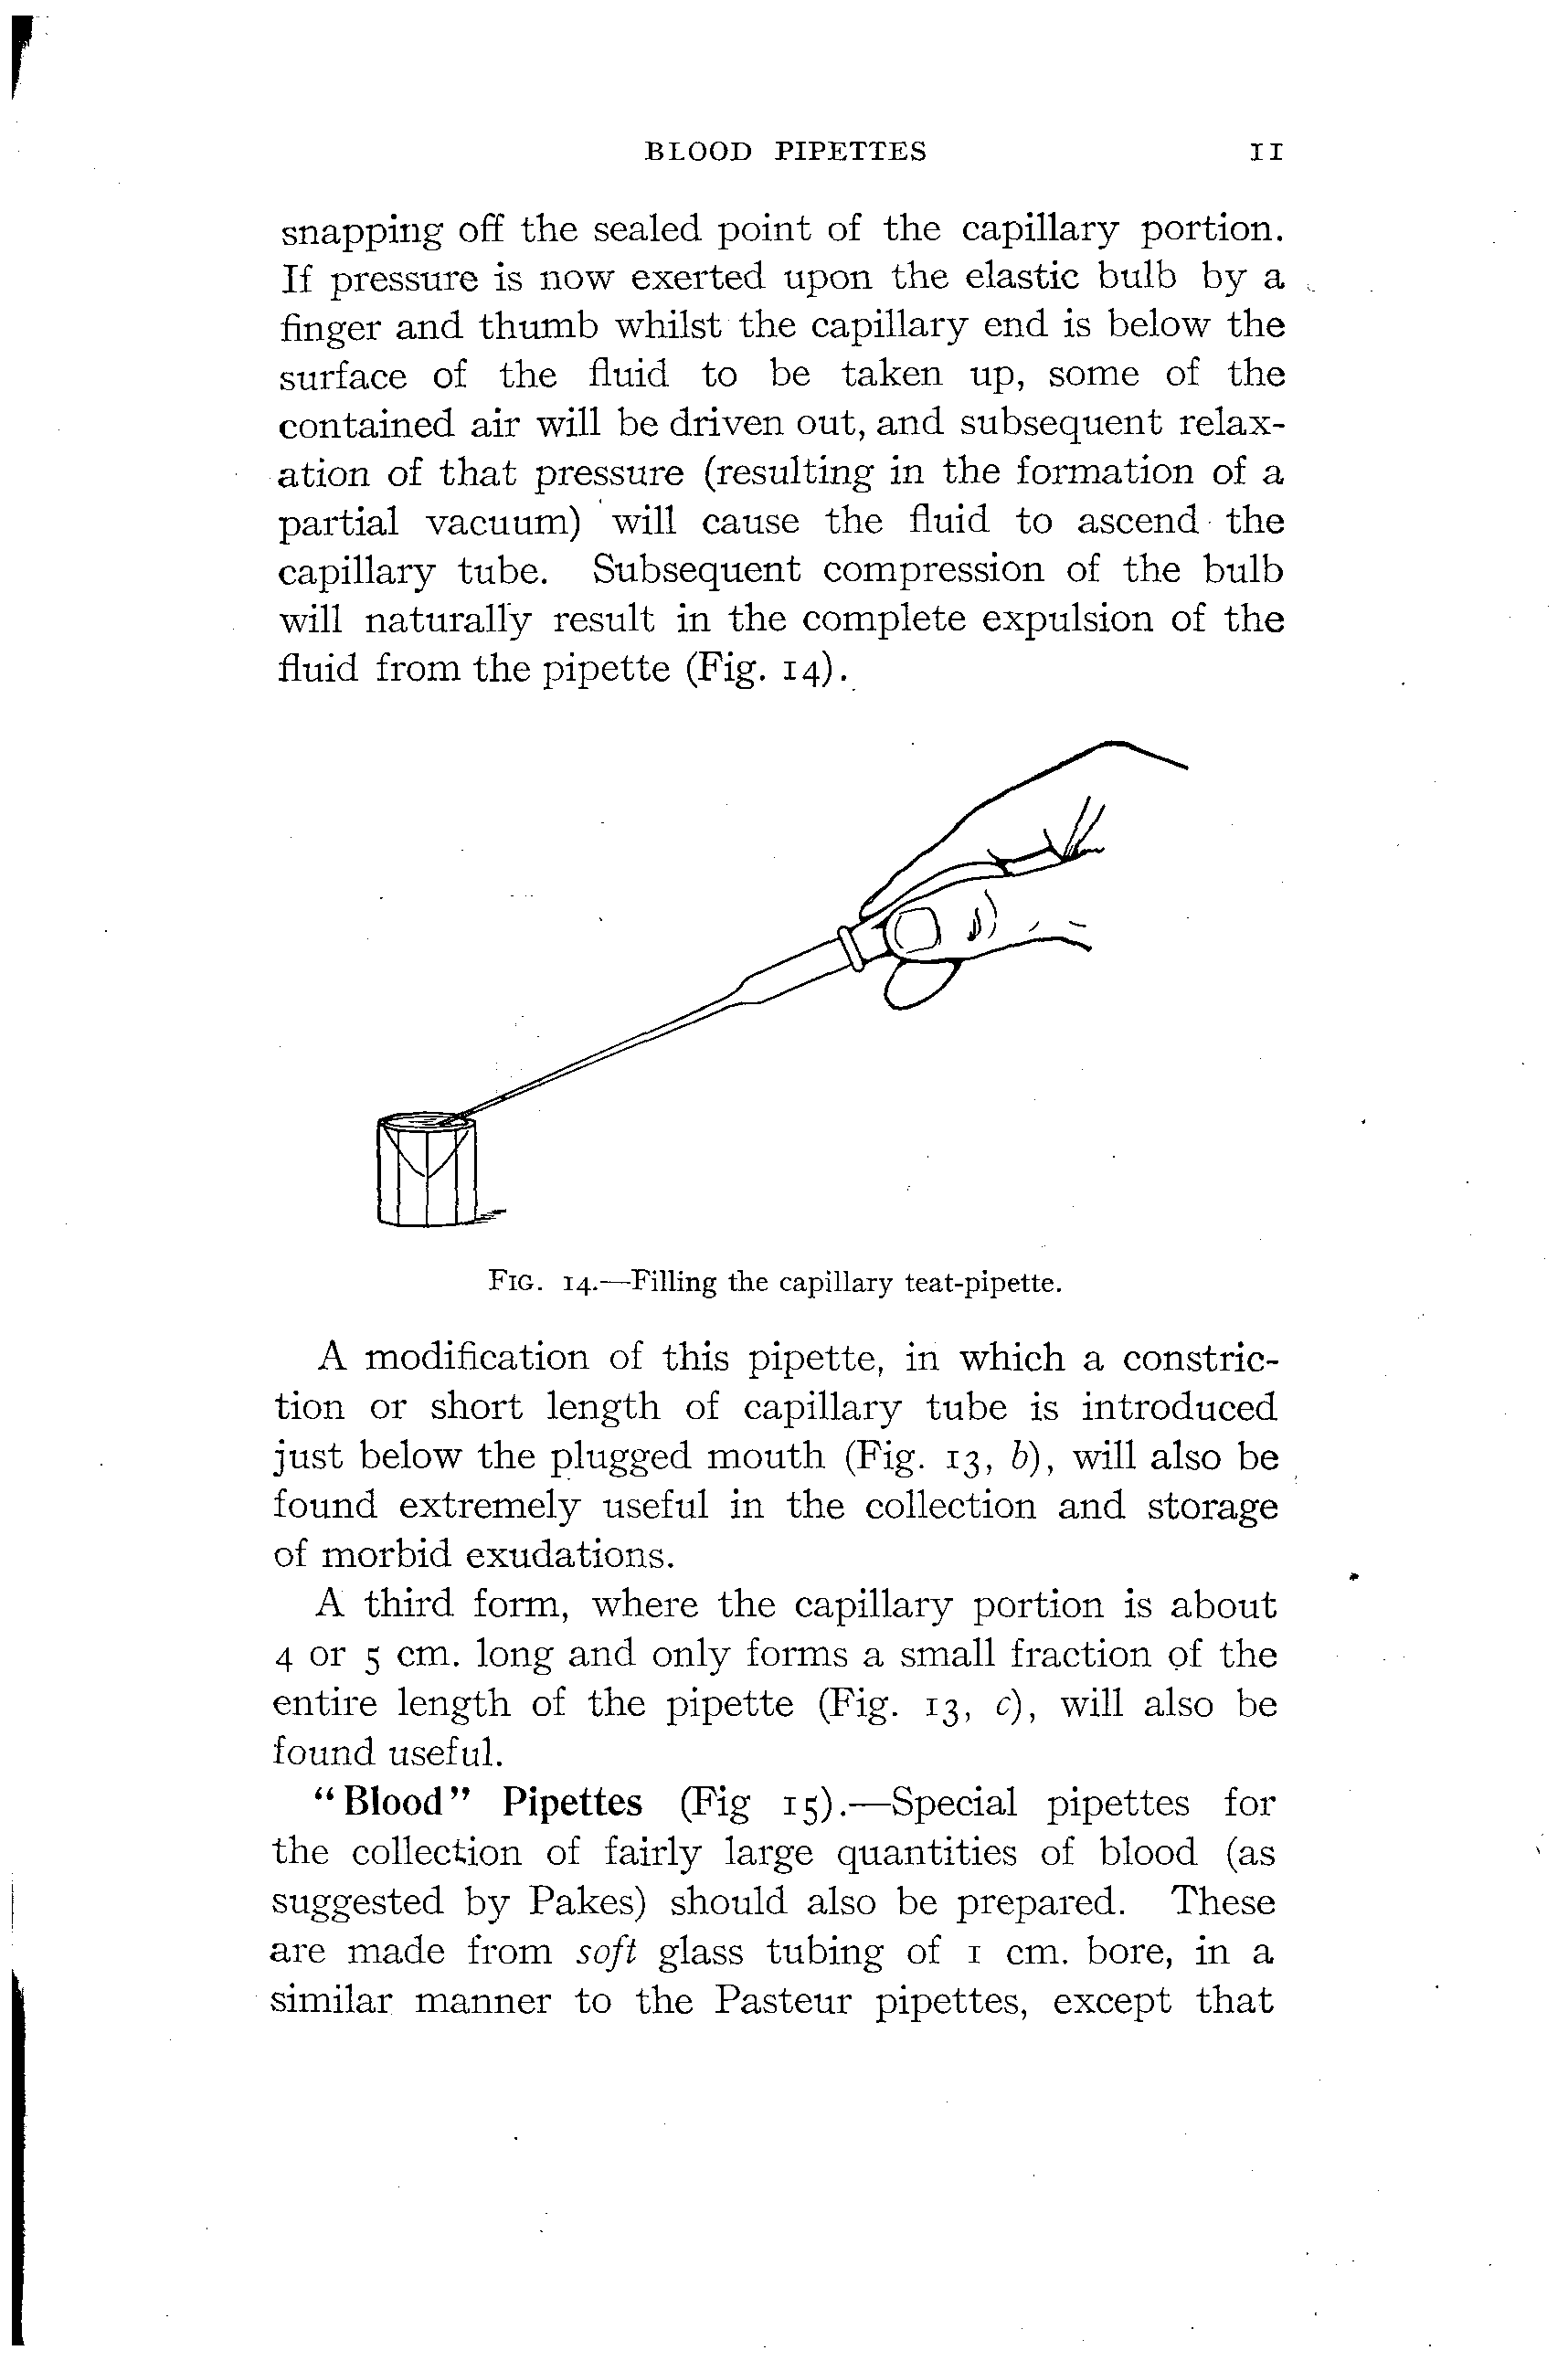 BLOOD PIPETTES 11
snapping off the sealed point of the capillary portion.
If pressure is now exerted upon the elastic bulb by a
finger and thumb whilst the capillary end is below the
surface of the fluid to be taken up, some of the
contained air will be driven out, and subsequent relax-
ation of that pressure (resulting in the formation of a
partial vacuum) will cause the fluid to ascend the
capillary tube. Subsequent compression of the bulb
will naturally result in the complete expulsion of the
fluid from the pipette (Fig. 14).
FIG. 14.—Filling the capillary teat-pipette.
A modification of this pipette, in which a constric-
tion or short length of capillary tube is introduced
just below the plugged mouth (Fig. 13, b), will also be
found extremely useful in the collection and storage
of morbid exudations.
A third form, where the capillary portion is about
4 or 5 cm. long and only forms a small fraction of the
entire length of the pipette (Fig. 13, c), will also be
found useful.
"Blood" Pipettes (Fig 15).—Special pipettes for
the collection of fairly large quantities of blood (as
suggested by Pakes) should also be prepared. These
are made from soft glass tubing of 1 cm. bore, in a
similar manner to the Pasteur pipettes, except that